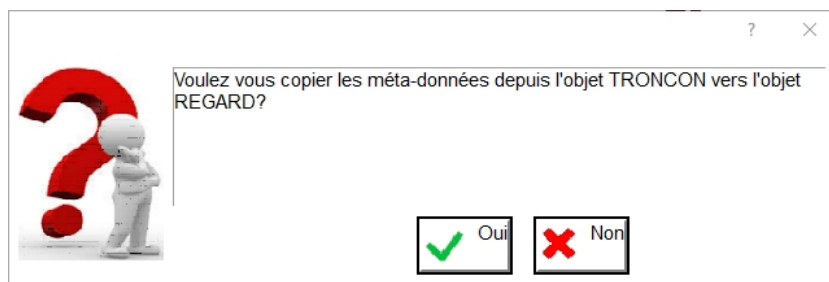 ?
Voulez vous copier les méta-données depuis l'objet TRONCON vers l'objet
REGARD?
Oui
Non